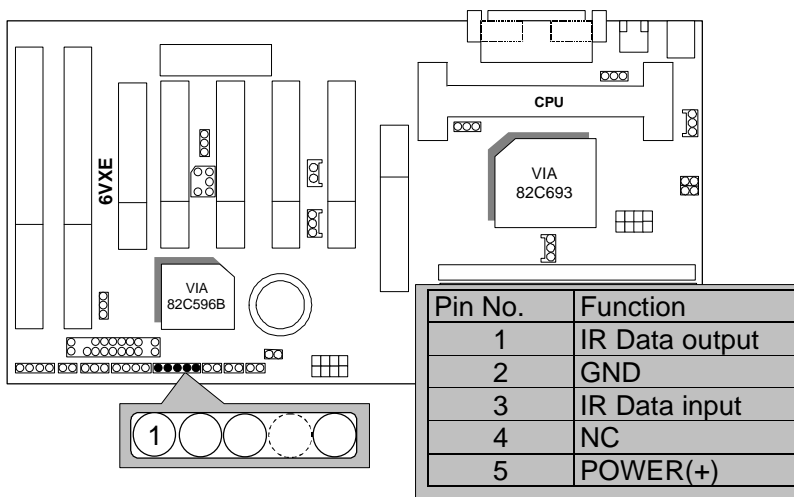 CPU
6VXE
VIA
82C693
VIA
82C596B
Pin No. Function
1 IR Data output
2 GND
3 IR Data input
4 NC
5 POWER(+)
1